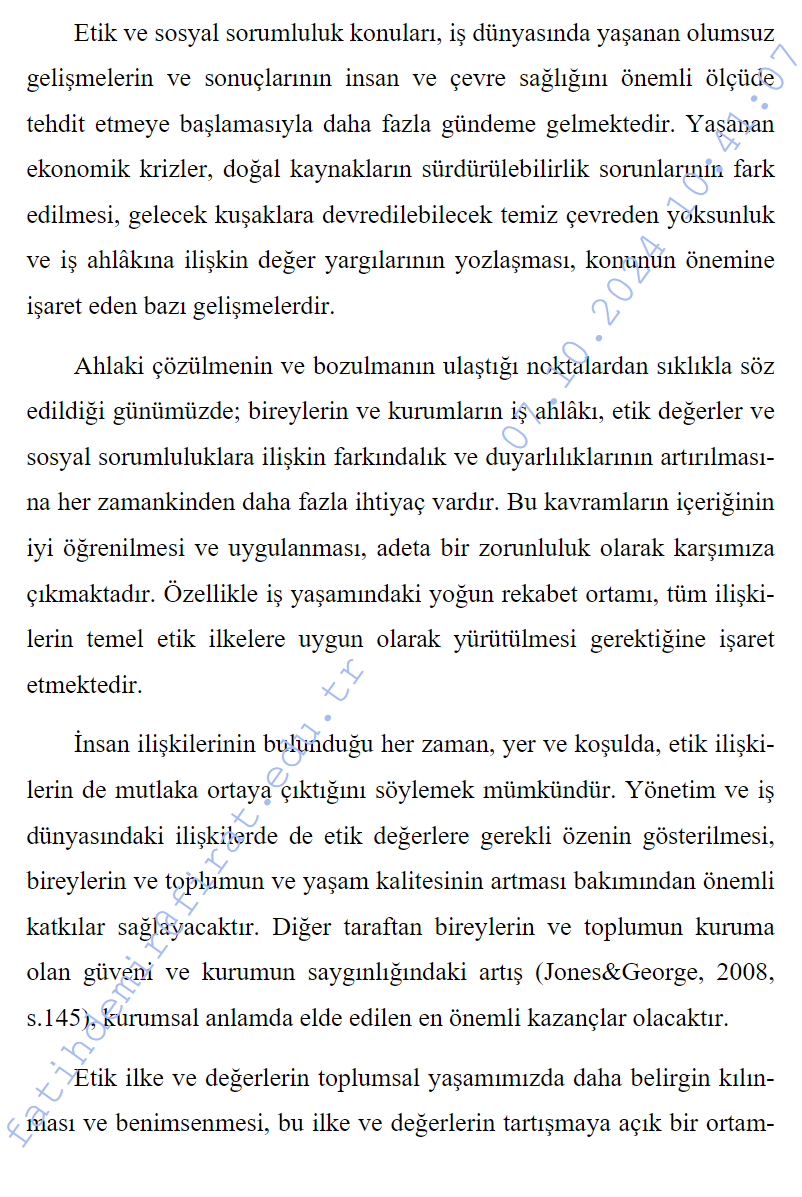 Etik ve sosyal sorumluluk konuları, iş dünyasında yaşanan olumsuz
gelişmelerin ve sonuçlarının insan ve çevre sağlığını önemli ölçüde
tehdit etmeye başlamasıyla daha fazla gündeme gelmektedir. Yaşanan
ekonomik krizler, doğal kaynakların sürdürülebilirlik sorunlarının fark
edilmesi, gelecek kuşaklara devredilebilecek temiz çevreden yoksunluk
ve iş ahlâkına ilişkin değer yargılarının yozlaşması, konunun önemine
işaret eden bazı gelişmelerdir.
Ahlaki çözülmenin ve bozulmanın ulaştığı noktalardan sıklıkla söz
edildiği günümüzde; bireylerin ve kurumların iş ahlâkı, etik değerler ve
sosyal sorumluluklara ilişkin farkındalık ve duyarlılıklarının artırılması-
na her zamankinden daha fazla ihtiyaç vardır. Bu kavramların içeriğinin
iyi öğrenilmesi ve uygulanması, adeta bir zorunluluk olarak karşımıza
çıkmaktadır. Özellikle iş yaşamındaki yoğun rekabet ortamı, tüm ilişki-
lerin temel etik ilkelere uygun olarak yürütülmesi gerektiğine işaret
etmektedir.
İnsan ilişkilerinin bulunduğu her zaman, yer ve koşulda, etik ilişki-
lerin de mutlaka ortaya çıktığını söylemek mümkündür. Yönetim ve iş
dünyasındaki ilişkilerde de etik değerlere gerekli özenin gösterilmesi,
bireylerin ve toplumun ve yaşam kalitesinin artması bakımından önemli
katkılar sağlayacaktır. Diğer taraftan bireylerin ve toplumun kuruma
olan güveni ve kurumun saygınlığındaki artış (Jones&George, 2008,
s.145), kurumsal anlamda elde edilen en önemli kazançlar olacaktır.
Etik ilke ve değerlerin toplumsal yaşamımızda daha belirgin kılın-
ması ve benimsenmesi, bu ilke ve değerlerin tartışmaya açık bir ortam-
fatihdemirafirat.edu.tr
07.10.2024 10:41:07